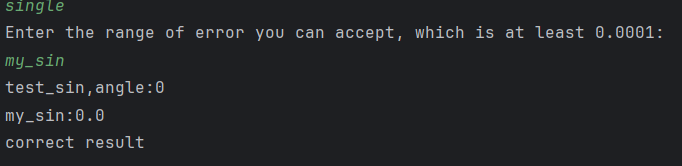 single
Enter the range of error you can accept, which is at least 0.0001:
my_sin
test_sin,angle:0
my_sin:0.0
correct result